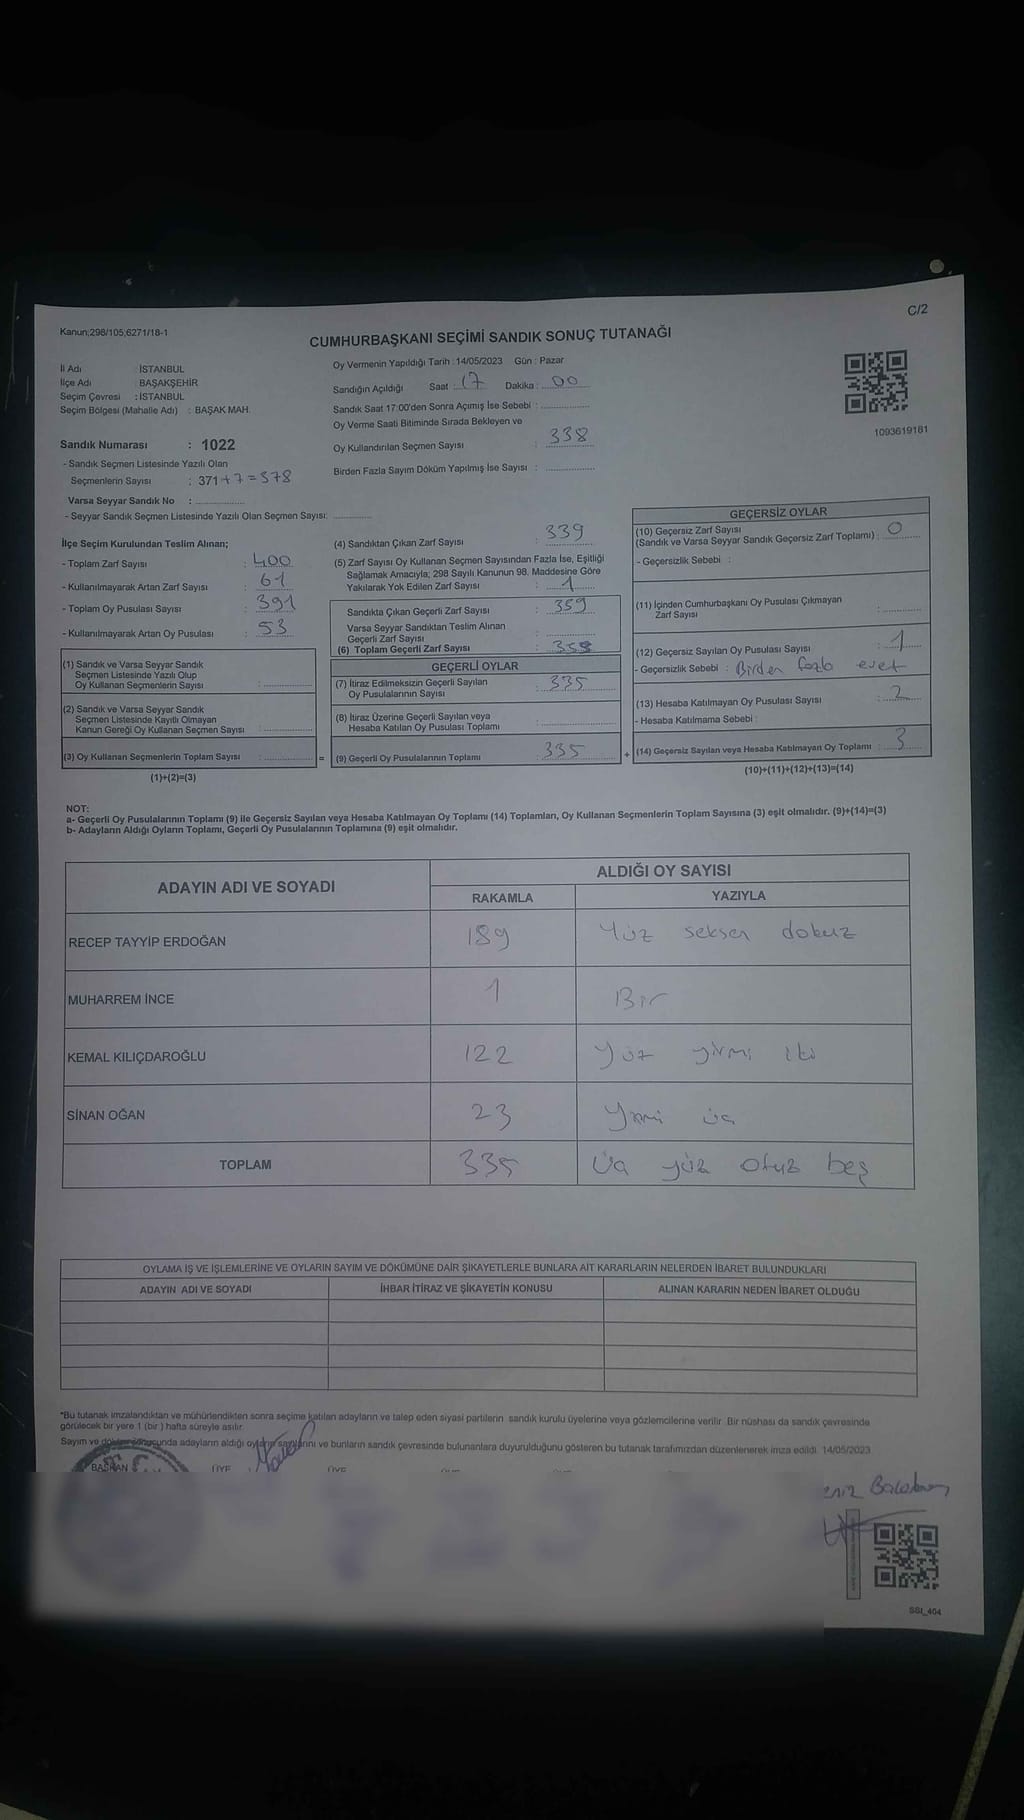 C/2
Kanun;298/105,6271/18-1
CUMHURBAŞKANI SEÇİMİ SANDIK SONUÇ TUTANAĞI
İl Adı : İSTANBUL
İlçe Adı : BAŞAKŞEHİR
Seçim Çevresi : İSTANBUL
Seçim Bölgesi (Mahalle Adı) : BAŞAK MAH.
Oy Vermenin Yapıldığı Tarih :14/05/2023 Gün : Pazar
Sandığın Açıldığı Saat : 17 Dakika : 00
Sandık Saat 17:00'den Sonra Açımış İse Sebebi :
Oy Verme Saati Bitiminde Sırada Bekleyen ve
Oy Kullandırılan Seçmen Sayısı : 338
Birden Fazla Sayım Döküm Yapılmış İse Sayısı :
1093619181
Sandık Numarası : 1022
- Sandık Seçmen Listesinde Yazılı Olan
Seçmenlerin Sayısı : 371+7=378
Varsa Seyyar Sandık No :
- Seyyar Sandık Seçmen Listesinde Yazılı Olan Seçmen Sayısı:
İlçe Seçim Kurulundan Teslim Alınan;
- Toplam Zarf Sayısı : 400
- Kullanılmayarak Artan Zarf Sayısı : 61
- Toplam Oy Pusulası Sayısı : 391
- Kullanılmayarak Artan Oy Pusulası : 53
(1) Sandık ve Varsa Seyyar Sandık
Seçmen Listesinde Yazılı Olup
Oy Kullanan Seçmenlerin Sayısı :
(2) Sandık ve Varsa Seyyar Sandık
Seçmen Listesinde Kayıtlı Olmayan
Kanun Gereği Oy Kullanan Seçmen Sayısı :
(3) Oy Kullanan Seçmenlerin Toplam Sayısı :
(1)+(2)=(3)
(4) Sandıktan Çıkan Zarf Sayısı : 339
(5) Zarf Sayısı Oy Kullanan Seçmen Sayısından Fazla İse, Eşitliği
Sağlamak Amacıyla; 298 Sayılı Kanunun 98. Maddesine Göre
Yakılarak Yok Edilen Zarf Sayısı : 1
Sandıkta Çıkan Geçerli Zarf Sayısı : 339
Varsa Seyyar Sandıktan Teslim Alınan
Geçerli Zarf Sayısı :
(6) Toplam Geçerli Zarf Sayısı : 338
GEÇERLİ OYLAR
(7) İtiraz Edilmeksizin Geçerli Sayılan
Oy Pusulalarının Sayısı : 335
(8) İtiraz Üzerine Geçerli Sayılan veya
Hesaba Katılan Oy Pusulası Toplamı :
= (9) Geçerli Oy Pusulalarının Toplamı : 335 +
GEÇERSİZ OYLAR
(10) Geçersiz Zarf Sayısı
(Sandık ve Varsa Seyyar Sandık Geçersiz Zarf Toplamı) : 0
- Geçersizlik Sebebi :
(11) İçinden Cumhurbaşkanı Oy Pusulası Çıkmayan
Zarf Sayısı :
(12) Geçersiz Sayılan Oy Pusulası Sayısı : 1
- Geçersizlik Sebebi : Birden fazla evet
(13) Hesaba Katılmayan Oy Pusulası Sayısı : 2
- Hesaba Katılmama Sebebi :
(14) Geçersiz Sayılan veya Hesaba Katılmayan Oy Toplamı : 3
(10)+(11)+(12)+(13)=(14)
NOT:
a- Geçerli Oy Pusulalarının Toplamı (9) ile Geçersiz Sayılan veya Hesaba Katılmayan Oy Toplamı (14) Toplamları, Oy Kullanan Seçmenlerin Toplam Sayısına (3) eşit olmalıdır. (9)+(14)=(3)
b- Adayların Aldığı Oyların Toplamı, Geçerli Oy Pusulalarının Toplamına (9) eşit olmalıdır.
ADAYIN ADI VE SOYADI
ALDIĞI OY SAYISI
RAKAMLA YAZIYLA
RECEP TAYYİP ERDOĞAN 189 Yüz seksen dokuz
MUHARREM İNCE 1 Bir
KEMAL KILIÇDAROĞLU 122 Yüz yirmi iki
SİNAN OĞAN 23 Yirmi üç
TOPLAM 335 Üç yüz otuz beş
OYLAMA İŞ VE İŞLEMLERİNE VE OYLARIN SAYIM VE DÖKÜMÜNE DAİR ŞİKAYETLERLE BUNLARA AİT KARARLARIN NELERDEN İBARET BULUNDUKLARI
ADAYIN ADI VE SOYADI İHBAR İTİRAZ VE ŞİKAYETİN KONUSU ALINAN KARARIN NEDEN İBARET OLDUĞU
*Bu tutanak imzalandıktan ve mühürlendikten sonra seçime katılan adayların ve talep eden siyasi partilerin sandık kurulu üyelerine veya gözlemcilerine verilir. Bir nüshası da sandık çevresinde
görülecek bir yere 1 (bir) hafta süreyle asılır.
Sayım ve döküm sonucunda adayların aldığı oyların sayılarını ve bunların sandık çevresinde bulunanlara duyurulduğunu gösteren bu tutanak tarafımızdan düzenlenerek imza edildi. 14/05/2023
BAŞKAN ÜYE ÜYE
SSİ_404